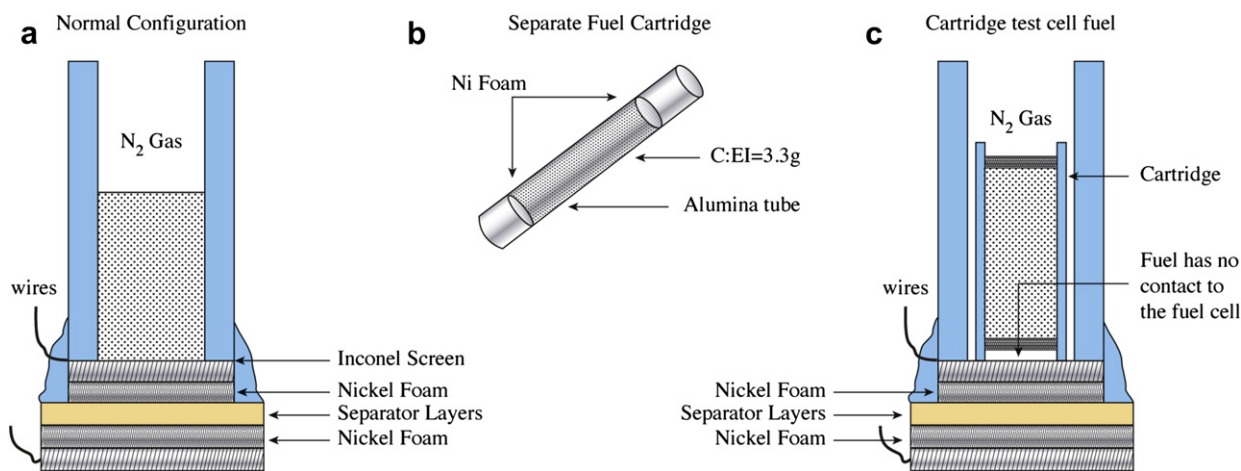 a
Normal Configuration
N2 Gas
wires
Inconel Screen
Nickel Foam
Separator Layers
Nickel Foam
b
Separate Fuel Cartridge
Ni Foam
C:EI=3.3g
Alumina tube
c
Cartridge test cell fuel
N2 Gas
Cartridge
Fuel has no
contact to
the fuel cell
wires
Nickel Foam
Separator Layers
Nickel Foam